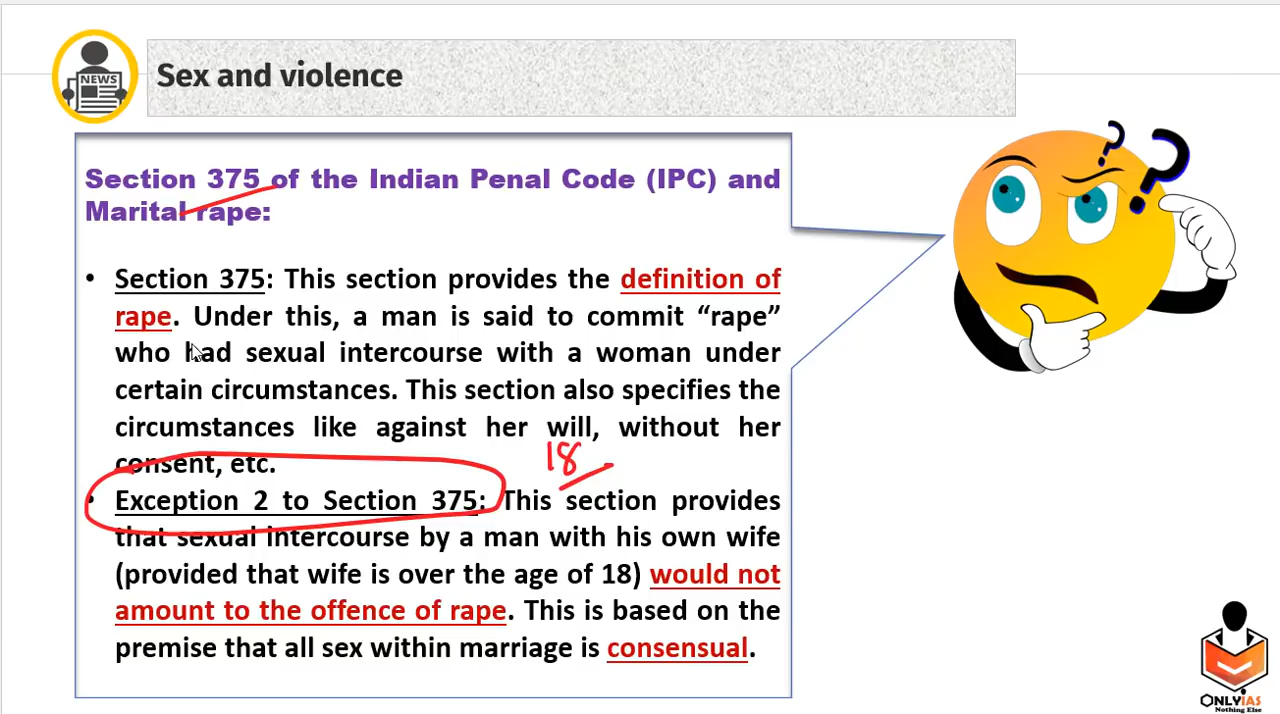 NEWS
Sex and violence
Section 375 of the Indian Penal Code (IPC) and
Marital rape:
• Section 375: This section provides the definition of
rape. Under this, a man is said to commit “rape”
who had sexual intercourse with a woman under
certain circumstances. This section also specifies the
circumstances like against her will, without her
consent, etc.
18
• Exception 2 to Section 375: This section provides
that sexual intercourse by a man with his own wife
(provided that wife is over the age of 18) would not
amount to the offence of rape. This is based on the
premise that all sex within marriage is consensual.
? ?
ONLYIAS
Nothing Else